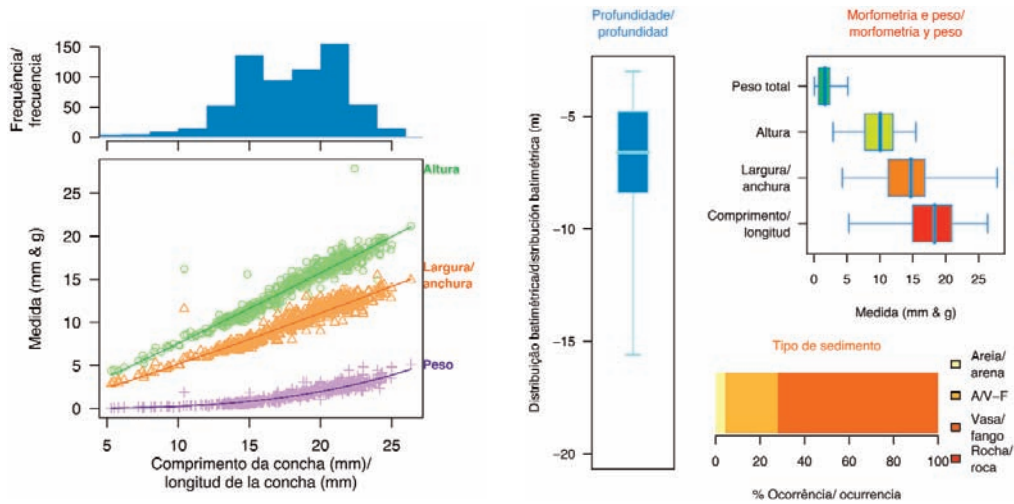 Frequência/
frecuencia
150
100
50
0
Medida (mm & g)
25
20
15
10
5
0
Altura
Largura/
anchura
Peso
5 10 15 20 25
Comprimento da concha (mm)/
longitud de la concha (mm)
Profundidade/
profundidad
Distribuição batimétrica/distribución batimétrica (m)
-5
-10
-15
-20
Morfometria e peso/
morfometría y peso
Peso total
Altura
Largura/
anchura
Comprimento/
longitud
0 5 10 15 20 25
Medida (mm & g)
Tipo de sedimento
Areia/
arena
A/V-F
Vasa/
fango
Rocha/
roca
0 20 40 60 80 100
% Ocorrência/ ocurrencia